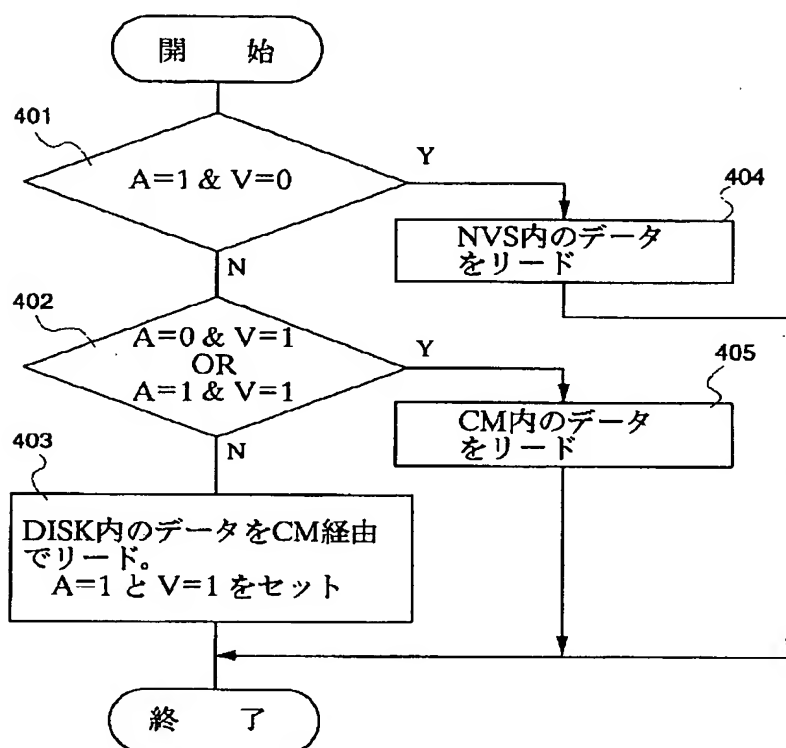 開 始
401
A=1 & V=0
Y
404
NVS内のデータ
をリード
N
402
A=0 & V=1
OR
A=1 & V=1
Y
405
CM内のデータ
をリード
N
403
DISK内のデータをCM経由
でリード。
A=1 と V=1 をセット
終 了